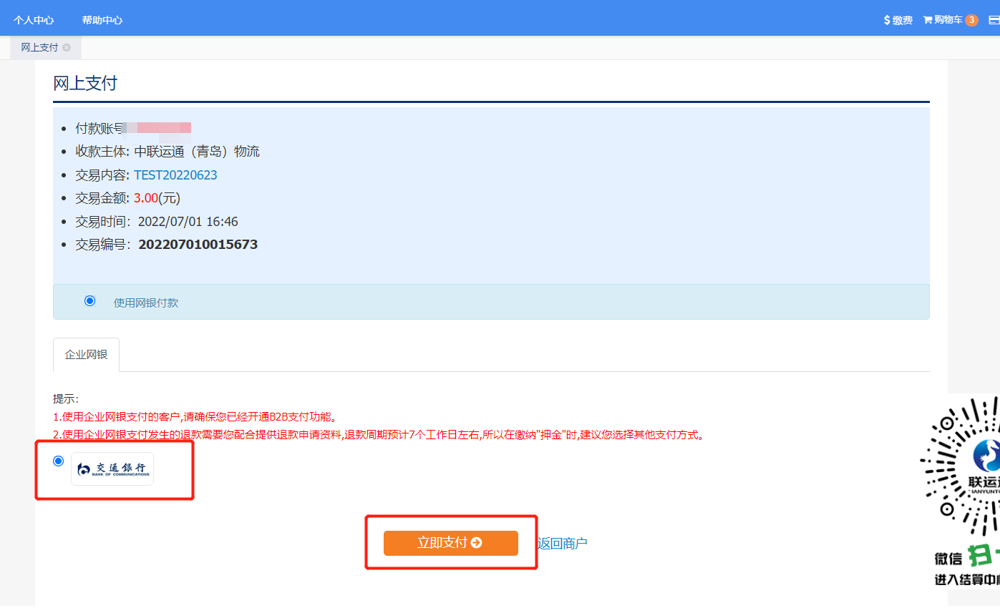 个人中心 帮助中心 $缴费 购物车 3
网上支付
网上支付
付款账号
收款主体: 中联运通（青岛）物流
交易内容: TEST20220623
交易金额: 3.00(元)
交易时间：2022/07/01 16:46
交易编号：202207010015673
使用网银付款
企业网银
提示:
1.使用企业网银支付的客户,请确保您已经开通B2B支付功能。
2.使用企业网银支付发生的退款需要您配合提供退款申请资料,退款周期预计7个工作日左右,所以在缴纳"押金"时,建议您选择其他支付方式。
交通银行
BANK OF COMMUNICATIONS
立即支付
返回商户
联运
IANYUNT
微信 扫
进入结算中